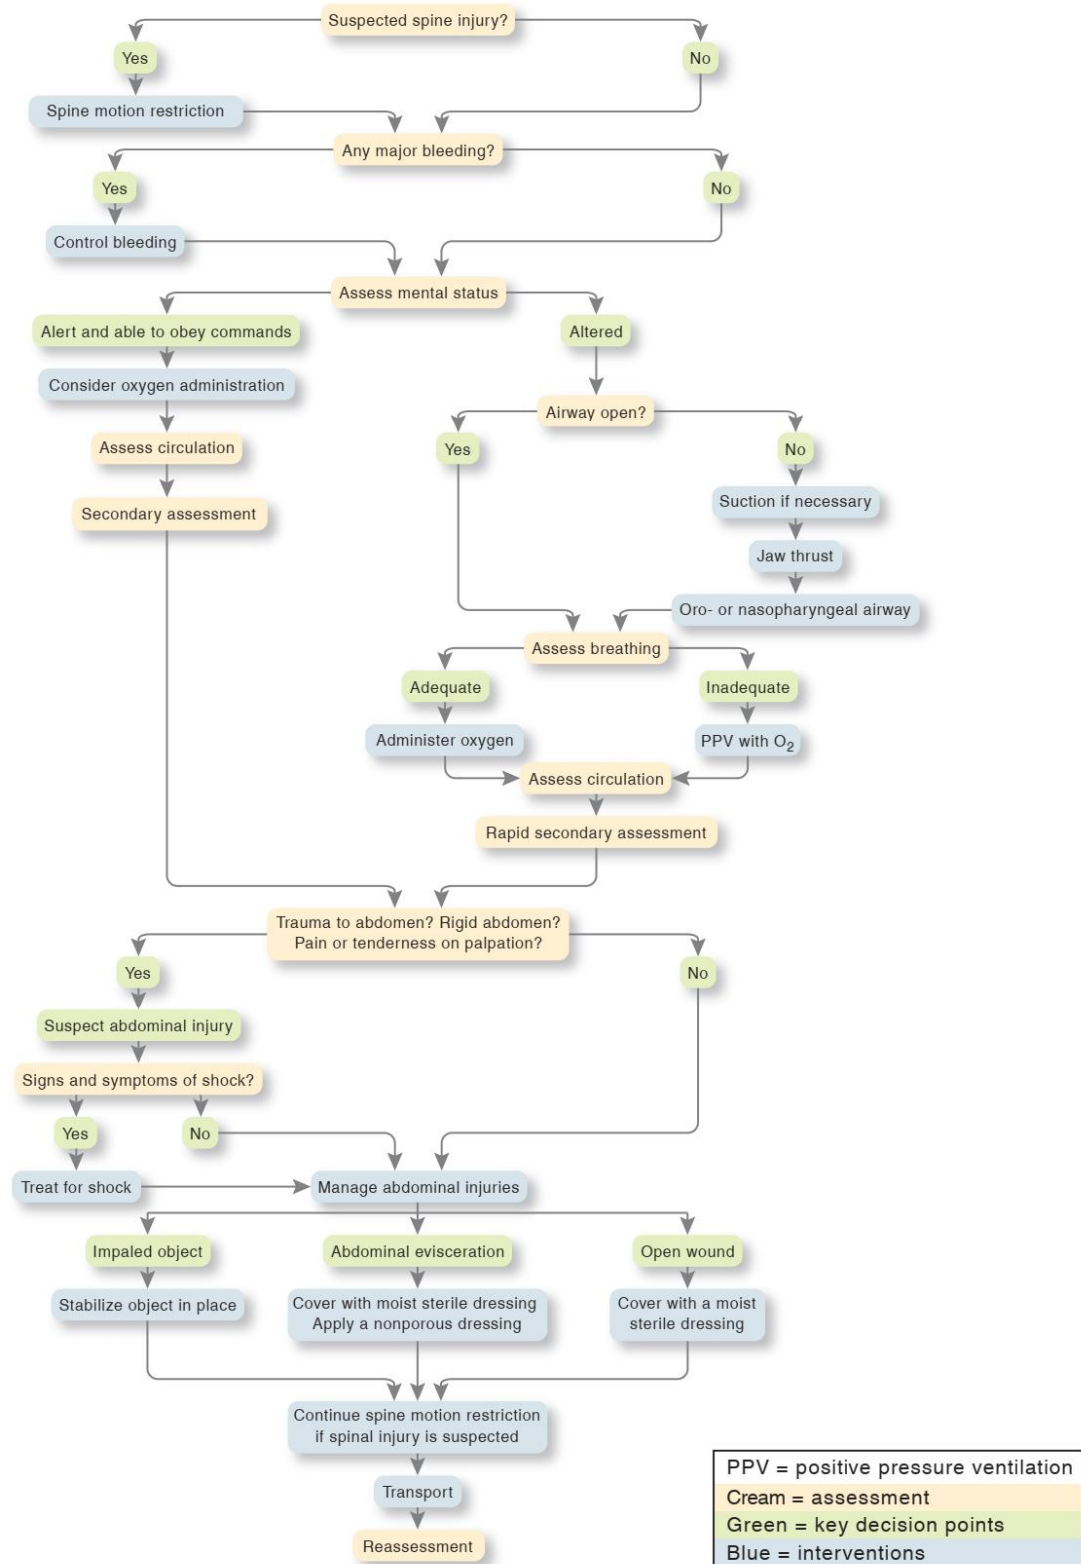 Suspected spine injury?
Yes
No
Spine motion restriction
Any major bleeding?
Yes
No
Control bleeding
Assess mental status
Alert and able to obey commands
Altered
Consider oxygen administration
Airway open?
Assess circulation
Yes
No
Secondary assessment
Suction if necessary
Jaw thrust
Oro- or nasopharyngeal airway
Assess breathing
Adequate
Inadequate
Administer oxygen
PPV with O₂
Assess circulation
Rapid secondary assessment
Trauma to abdomen? Rigid abdomen?
Pain or tenderness on palpation?
Yes
No
Suspect abdominal injury
Signs and symptoms of shock?
Yes
No
Treat for shock
Manage abdominal injuries
Impaled object
Abdominal evisceration
Open wound
Stabilize object in place
Cover with moist sterile dressing
Apply a nonporous dressing
Cover with a moist
sterile dressing
Continue spine motion restriction
if spinal injury is suspected
Transport
Reassessment
PPV = positive pressure ventilation
Cream = assessment
Green = key decision points
Blue = interventions